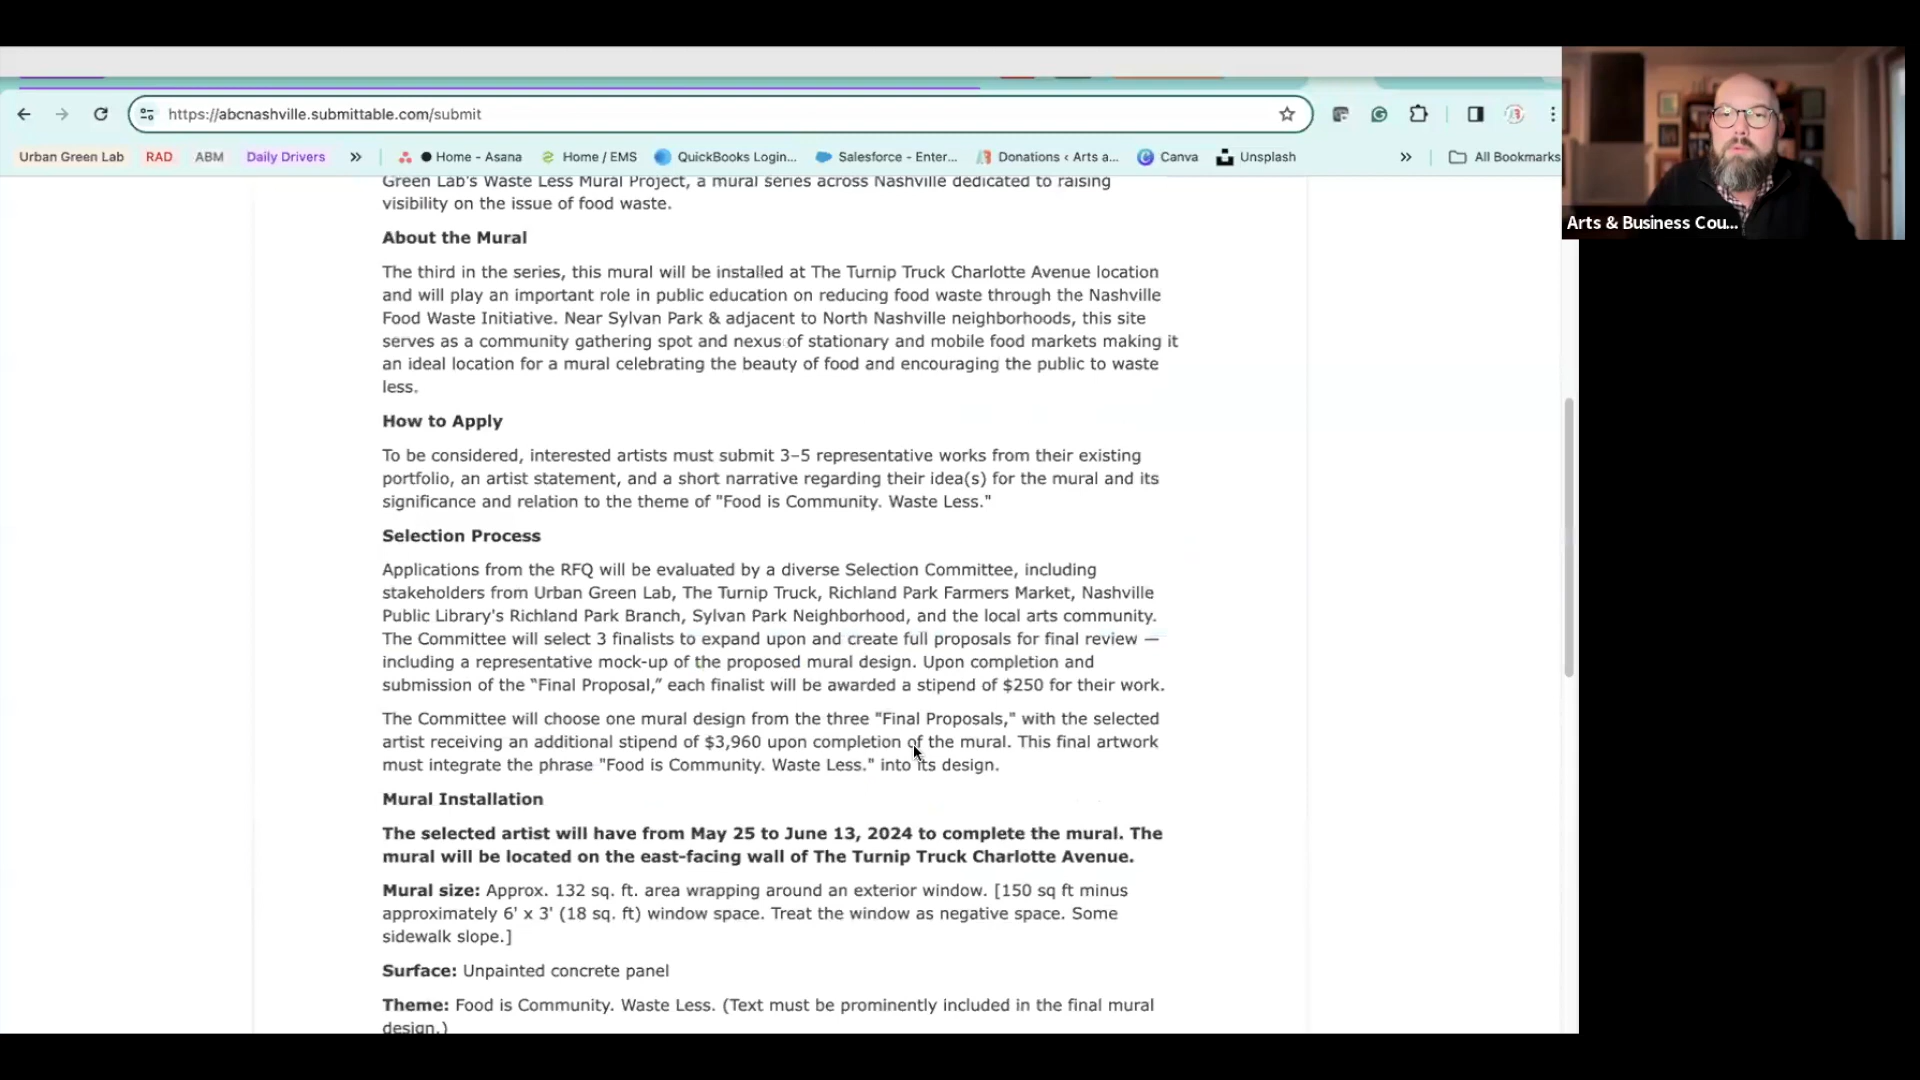 https://abcnashville.submittable.com/submit
Urban Green Lab RAD ABM Daily Drivers » Home - Asana Home / EMS QuickBooks Login... Salesforce - Enter... Donations ‹ Arts a... Canva Unsplash » All Bookmarks
Arts & Business Cou...
Green Lab's Waste Less Mural Project, a mural series across Nashville dedicated to raising
visibility on the issue of food waste.
About the Mural
The third in the series, this mural will be installed at The Turnip Truck Charlotte Avenue location
and will play an important role in public education on reducing food waste through the Nashville
Food Waste Initiative. Near Sylvan Park & adjacent to North Nashville neighborhoods, this site
serves as a community gathering spot and nexus of stationary and mobile food markets making it
an ideal location for a mural celebrating the beauty of food and encouraging the public to waste
less.
How to Apply
To be considered, interested artists must submit 3–5 representative works from their existing
portfolio, an artist statement, and a short narrative regarding their idea(s) for the mural and its
significance and relation to the theme of "Food is Community. Waste Less."
Selection Process
Applications from the RFQ will be evaluated by a diverse Selection Committee, including
stakeholders from Urban Green Lab, The Turnip Truck, Richland Park Farmers Market, Nashville
Public Library's Richland Park Branch, Sylvan Park Neighborhood, and the local arts community.
The Committee will select 3 finalists to expand upon and create full proposals for final review —
including a representative mock-up of the proposed mural design. Upon completion and
submission of the “Final Proposal,” each finalist will be awarded a stipend of $250 for their work.
The Committee will choose one mural design from the three "Final Proposals," with the selected
artist receiving an additional stipend of $3,960 upon completion of the mural. This final artwork
must integrate the phrase "Food is Community. Waste Less." into its design.
Mural Installation
The selected artist will have from May 25 to June 13, 2024 to complete the mural. The
mural will be located on the east-facing wall of The Turnip Truck Charlotte Avenue.
Mural size: Approx. 132 sq. ft. area wrapping around an exterior window. [150 sq ft minus
approximately 6' x 3' (18 sq. ft) window space. Treat the window as negative space. Some
sidewalk slope.]
Surface: Unpainted concrete panel
Theme: Food is Community. Waste Less. (Text must be prominently included in the final mural
design.)